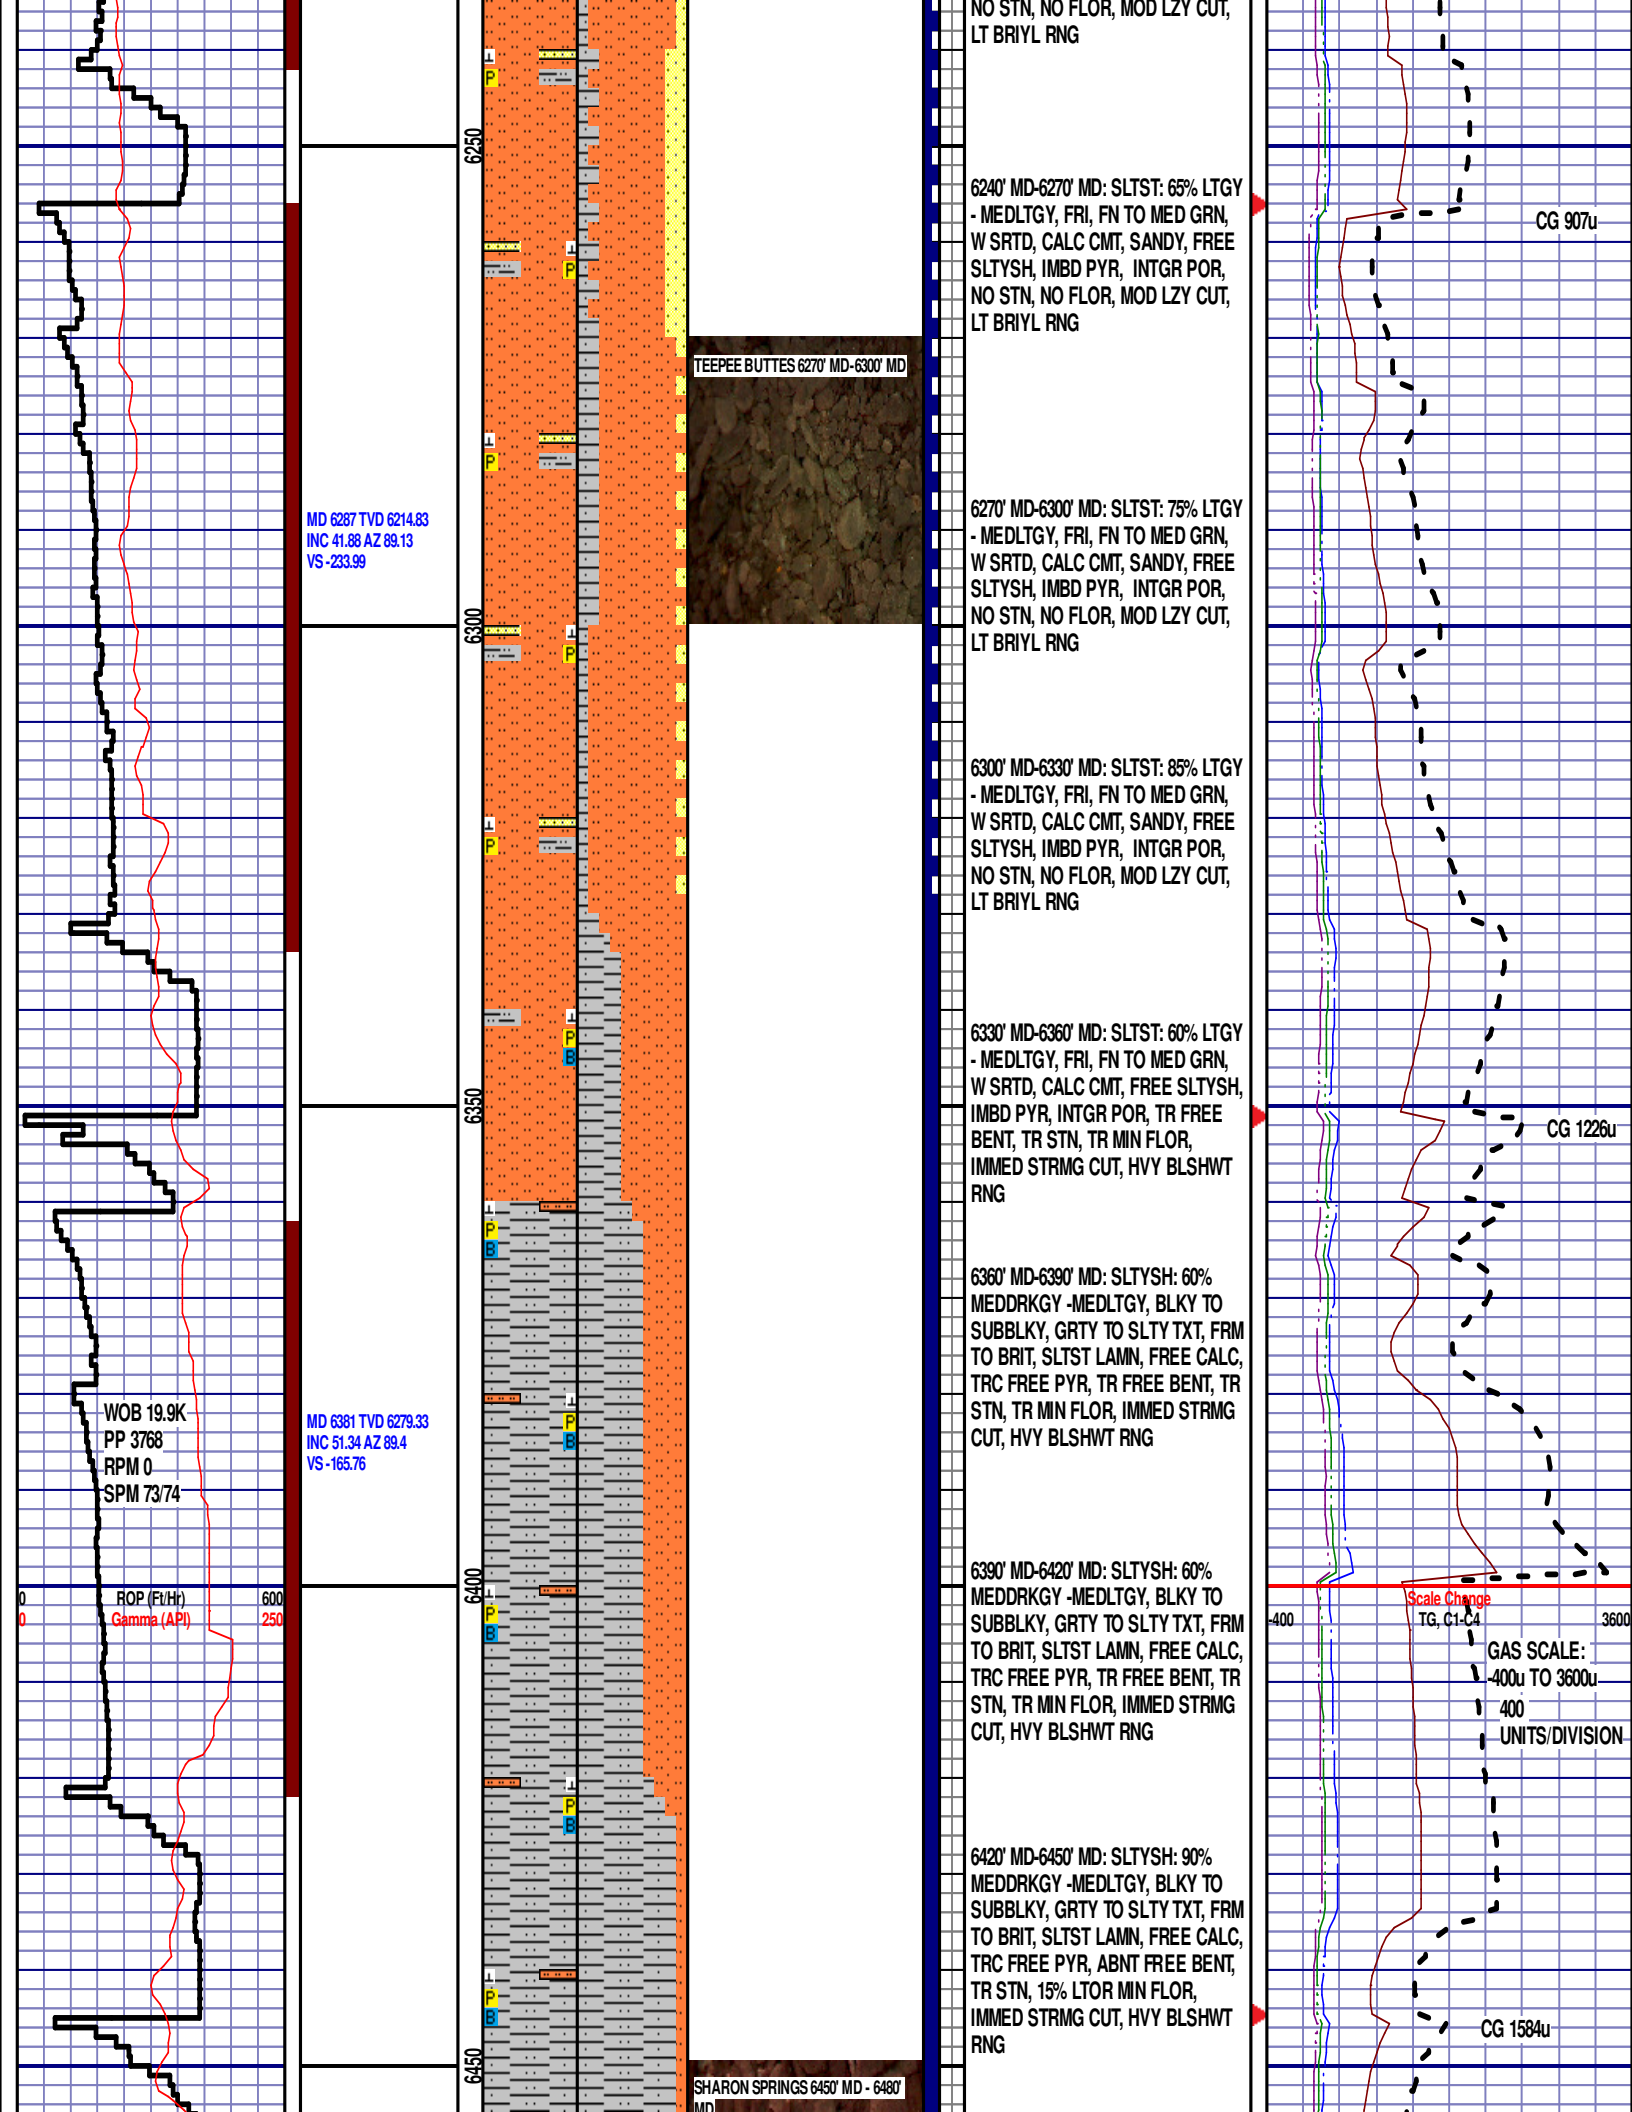 NO STN, NO FLOR, MOD LZY CUT,
LT BRIYL RNG
6250
6240' MD-6270' MD: SLTST: 65% LTGY
- MEDLTGY, FRI, FN TO MED GRN,
W SRTD, CALC CMT, SANDY, FREE
SLTYSH, IMBD PYR, INTGR POR,
NO STN, NO FLOR, MOD LZY CUT,
LT BRIYL RNG
CG 907u
TEEPEE BUTTES 6270' MD-6300' MD
MD 6287 TVD 6214.83
INC 41.88 AZ 89.13
VS -233.99
6270' MD-6300' MD: SLTST: 75% LTGY
- MEDLTGY, FRI, FN TO MED GRN,
W SRTD, CALC CMT, SANDY, FREE
SLTYSH, IMBD PYR, INTGR POR,
NO STN, NO FLOR, MOD LZY CUT,
LT BRIYL RNG
6300
6300' MD-6330' MD: SLTST: 85% LTGY
- MEDLTGY, FRI, FN TO MED GRN,
W SRTD, CALC CMT, SANDY, FREE
SLTYSH, IMBD PYR, INTGR POR,
NO STN, NO FLOR, MOD LZY CUT,
LT BRIYL RNG
6330' MD-6360' MD: SLTST: 60% LTGY
- MEDLTGY, FRI, FN TO MED GRN,
W SRTD, CALC CMT, FREE SLTYSH,
IMBD PYR, INTGR POR, TR FREE
BENT, TR STN, TR MIN FLOR,
IMMED STRMG CUT, HVY BLSHWT
RNG
6350
CG 1226u
6360' MD-6390' MD: SLTYSH: 60%
MEDDRKGY -MEDLTGY, BLKY TO
SUBBLKY, GRTY TO SLTY TXT, FRM
TO BRIT, SLTST LAMN, FREE CALC,
TRC FREE PYR, TR FREE BENT, TR
STN, TR MIN FLOR, IMMED STRMG
CUT, HVY BLSHWT RNG
WOB 19.9K
PP 3768
RPM 0
SPM 73/74
MD 6381 TVD 6279.33
INC 51.34 AZ 89.4
VS -165.76
6400
0 ROP (Ft/Hr) 600
0 Gamma (API) 250
6390' MD-6420' MD: SLTYSH: 60%
MEDDRKGY -MEDLTGY, BLKY TO
SUBBLKY, GRTY TO SLTY TXT, FRM
TO BRIT, SLTST LAMN, FREE CALC,
TRC FREE PYR, TR FREE BENT, TR
STN, TR MIN FLOR, IMMED STRMG
CUT, HVY BLSHWT RNG
Scale Change
-400 TG, C1-C4 3600
GAS SCALE:
-400u TO 3600u
400
UNITS/DIVISION
6420' MD-6450' MD: SLTYSH: 90%
MEDDRKGY -MEDLTGY, BLKY TO
SUBBLKY, GRTY TO SLTY TXT, FRM
TO BRIT, SLTST LAMN, FREE CALC,
TRC FREE PYR, ABNT FREE BENT,
TR STN, 15% LTOR MIN FLOR,
IMMED STRMG CUT, HVY BLSHWT
RNG
CG 1584u
6450
SHARON SPRINGS 6450' MD - 6480'
MD
P
P
P
P
P
P
B
P
B
P
B
P
B
P
B
P
B